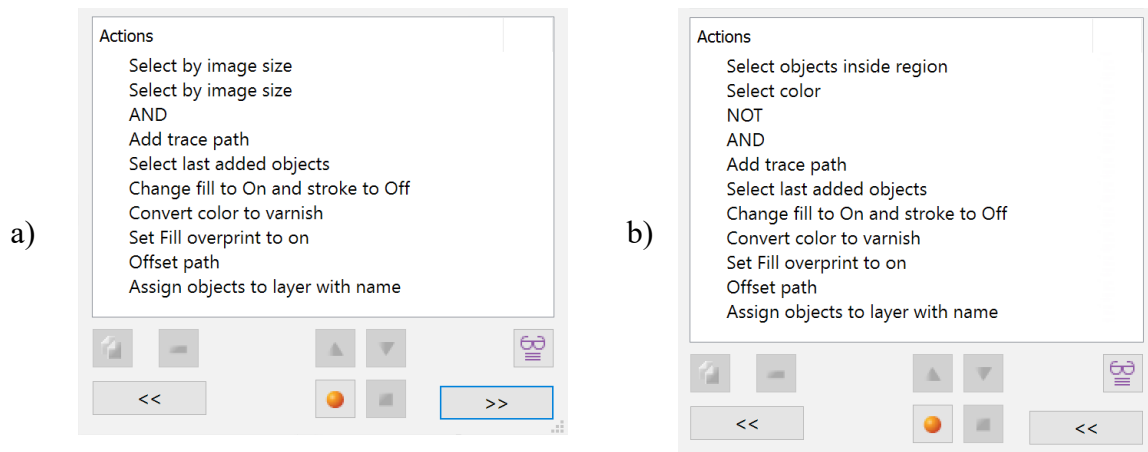 a)
Actions
Select by image size
Select by image size
AND
Add trace path
Select last added objects
Change fill to On and stroke to Off
Convert color to varnish
Set Fill overprint to on
Offset path
Assign objects to layer with name
<<
>>
b)
Actions
Select objects inside region
Select color
NOT
AND
Add trace path
Select last added objects
Change fill to On and stroke to Off
Convert color to varnish
Set Fill overprint to on
Offset path
Assign objects to layer with name
<<
<<